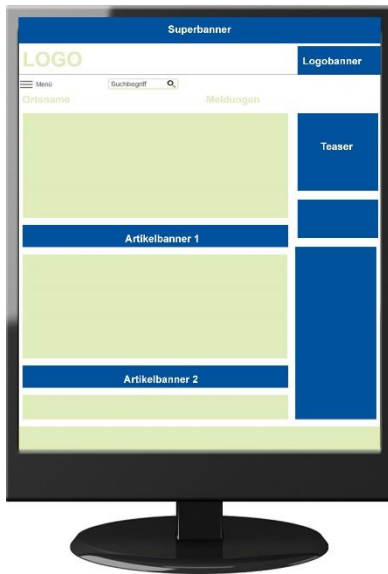 Superbanner
LOGO
Logobanner
Menü
Suchbegriff
Ortsname
Meldungen
Teaser
Artikelbanner 1
Artikelbanner 2